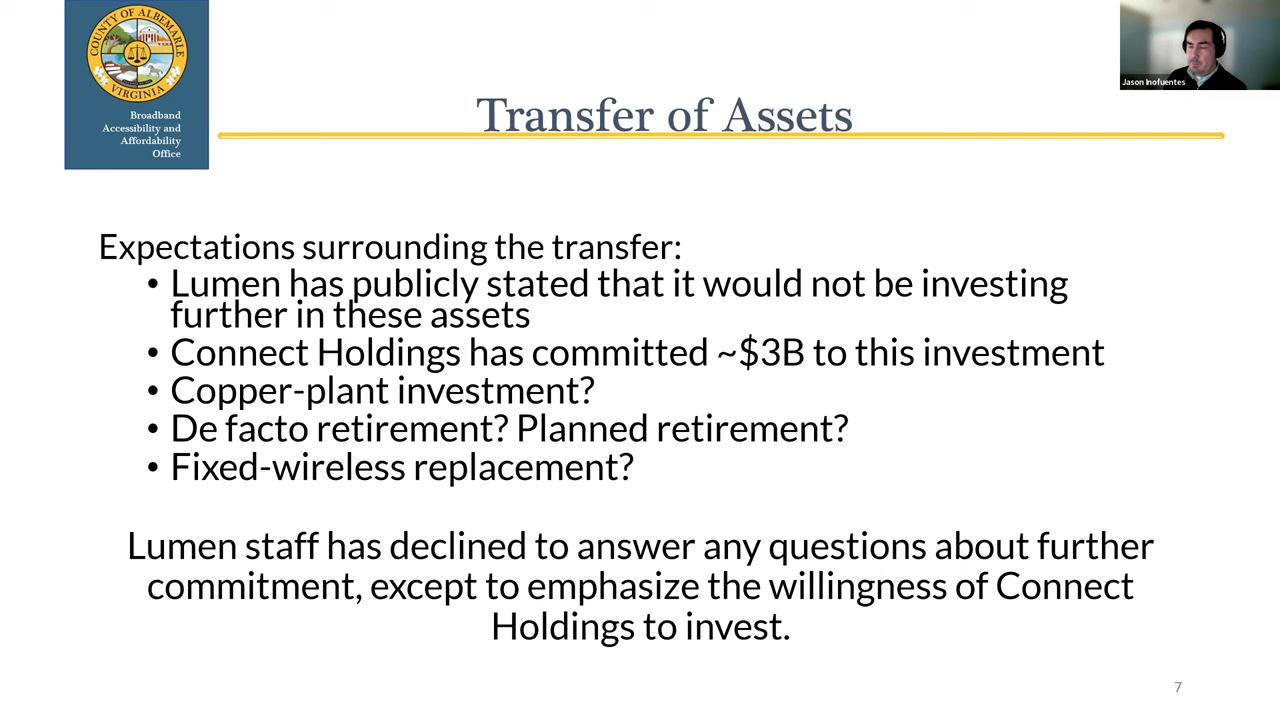 COUNTY OF ALBEMARLE
VIRGINIA
Broadband
Accessibility and
Affordability
Office
Jason Inofuentes
Transfer of Assets
Expectations surrounding the transfer:
• Lumen has publicly stated that it would not be investing
further in these assets
• Connect Holdings has committed ~$3B to this investment
• Copper-plant investment?
• De facto retirement? Planned retirement?
• Fixed-wireless replacement?
Lumen staff has declined to answer any questions about further
commitment, except to emphasize the willingness of Connect
Holdings to invest.
7